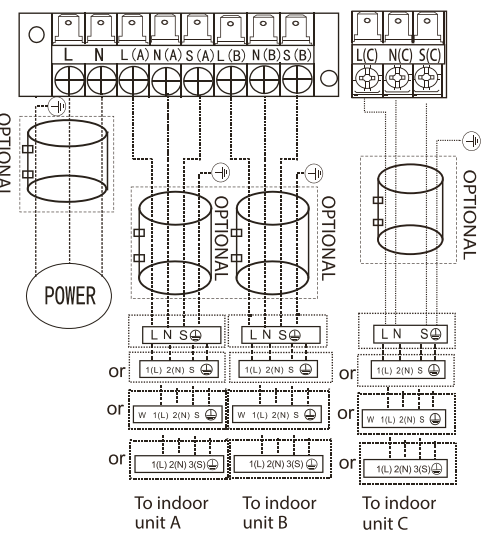 L N L(A) N(A) S(A) L(B) N(B) S(B)
L(C) N(C) S(C)
OPTIONAL
OPTIONAL
OPTIONAL
OPTIONAL
POWER
L N S
L N S
L N S
or 1(L) 2(N) S
1(L) 2(N) S
or 1(L) 2(N) S
or W 1(L) 2(N) S
W 1(L) 2(N) S
or W 1(L) 2(N) S
or 1(L) 2(N) 3(S)
1(L) 2(N) 3(S)
or 1(L) 2(N) 3(S)
To indoor
unit A
To indoor
unit B
To indoor
unit C